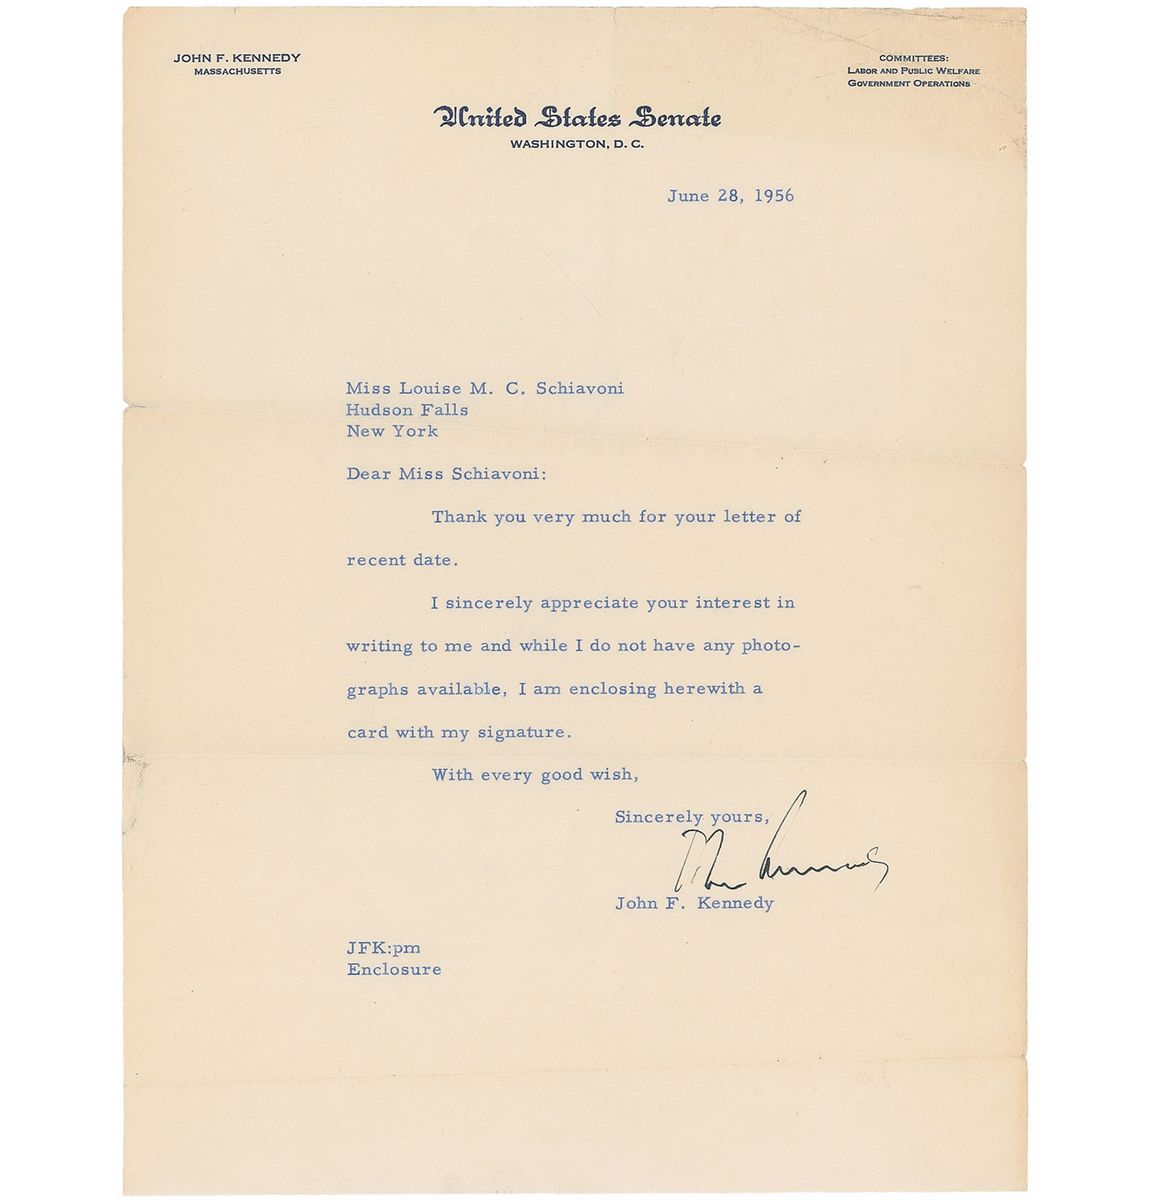 JOHN F. KENNEDY
MASSACHUSETTS
COMMITTEES:
LABOR AND PUBLIC WELFARE
GOVERNMENT OPERATIONS
United States Senate
WASHINGTON, D. C.
June 28, 1956
Miss Louise M. C. Schiavoni
Hudson Falls
New York
Dear Miss Schiavoni:
Thank you very much for your letter of
recent date.
I sincerely appreciate your interest in
writing to me and while I do not have any photo-
graphs available, I am enclosing herewith a
card with my signature.
With every good wish,
Sincerely yours,
John Kennedy
John F. Kennedy
JFK:pm
Enclosure